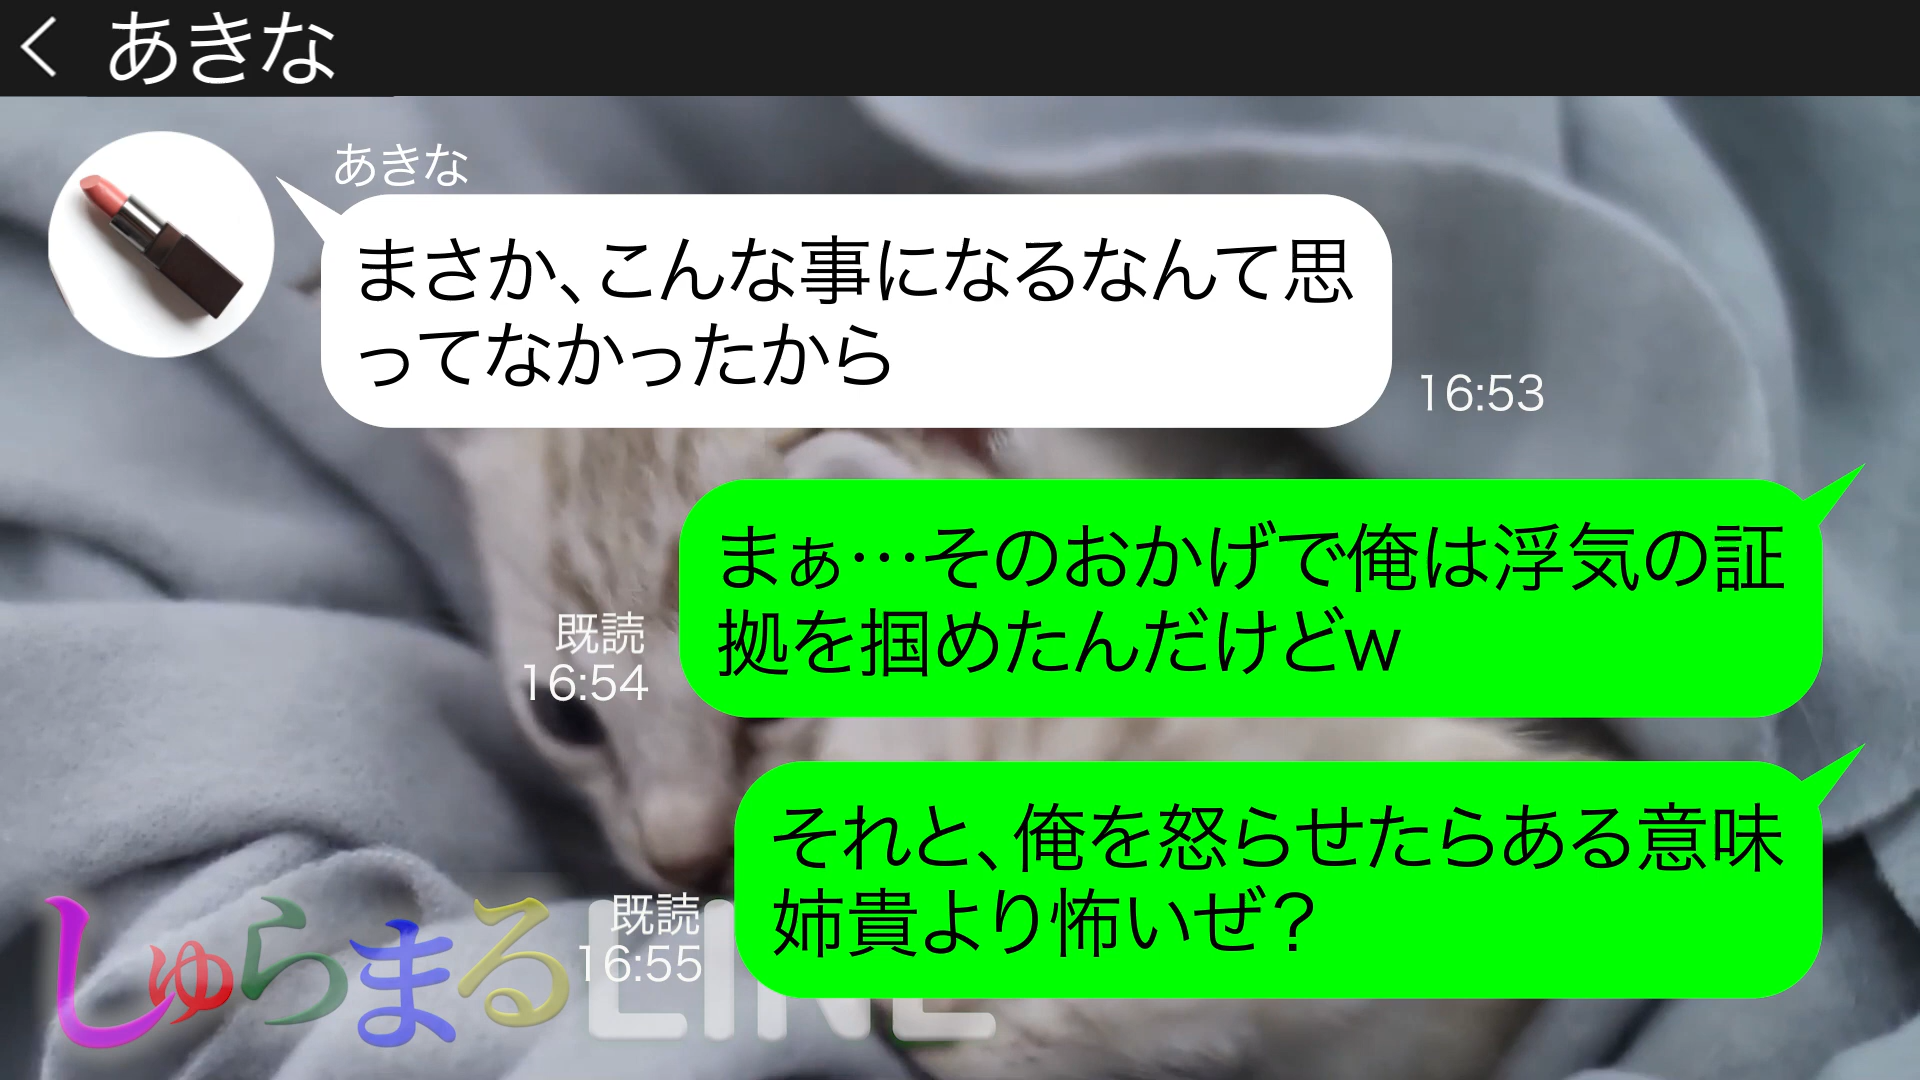 あきな
あきな
まさか、こんな事になるなんて思
ってなかったから
16:53
まぁ…そのおかげで俺は浮気の証
拠を掴めたんだけどw
既読
16:54
それと、俺を怒らせたらある意味
姉貴より怖いぜ？
既読
16:55
しゅらまるLINE